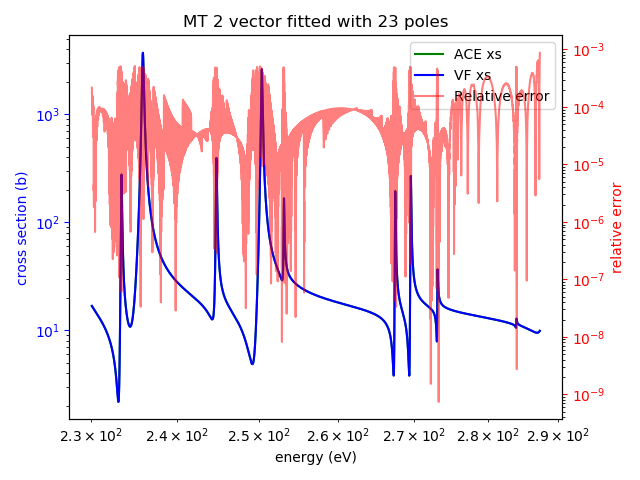 MT 2 vector fitted with 23 poles
ACE xs
VF xs
Relative error
cross section (b)
10³
10²
10¹
10⁻³
10⁻⁴
10⁻⁵
10⁻⁶
10⁻⁷
10⁻⁸
10⁻⁹
relative error
2.3 × 10² 2.4 × 10² 2.5 × 10² 2.6 × 10² 2.7 × 10² 2.8 × 10² 2.9 × 10²
energy (eV)